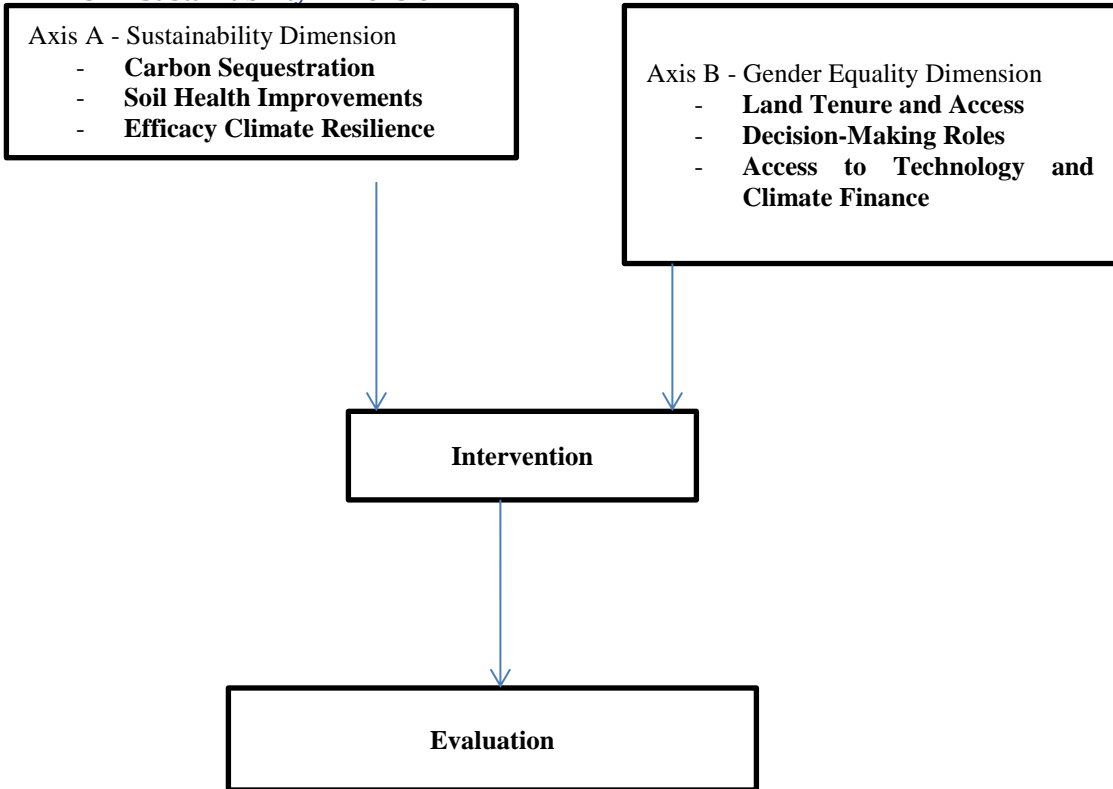 Axis A - Sustainability Dimension
- Carbon Sequestration
- Soil Health Improvements
- Efficacy Climate Resilience
Axis B - Gender Equality Dimension
- Land Tenure and Access
- Decision-Making Roles
- Access to Technology and
Climate Finance
Intervention
Evaluation